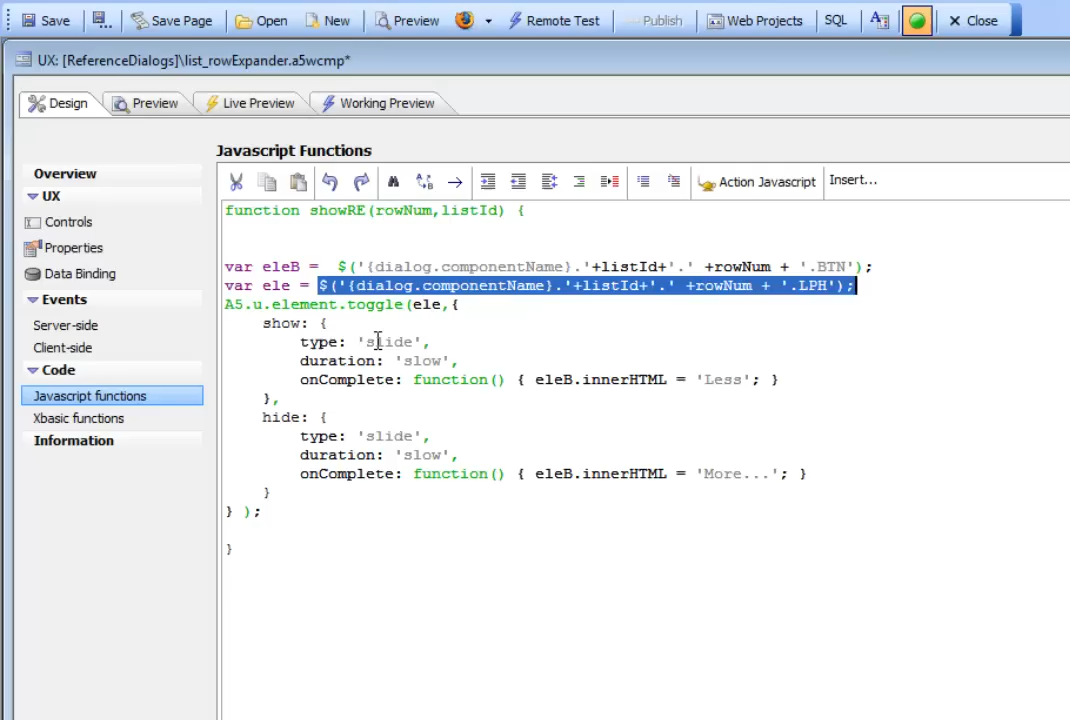 Save Save Page Open New Preview Remote Test Publish Web Projects SQL A Close
UX: [ReferenceDialogs]\list_rowExpander.a5wcmp*
Design Preview Live Preview Working Preview
Javascript Functions
Overview
UX
Controls
Properties
Data Binding
Events
Server-side
Client-side
Code
Javascript functions
Xbasic functions
Information
Action Javascript Insert...
function showRE(rowNum,listId) {
var eleB =  $('{dialog.componentName}.'+listId+'.' +rowNum + '.BTN');
var ele = $('{dialog.componentName}.'+listId+'.' +rowNum + '.LPH');
A5.u.element.toggle(ele,{
show: {
type: 'slide',
duration: 'slow',
onComplete: function() { eleB.innerHTML = 'Less'; }
},
hide: {
type: 'slide',
duration: 'slow',
onComplete: function() { eleB.innerHTML = 'More...'; }
}
} );
}